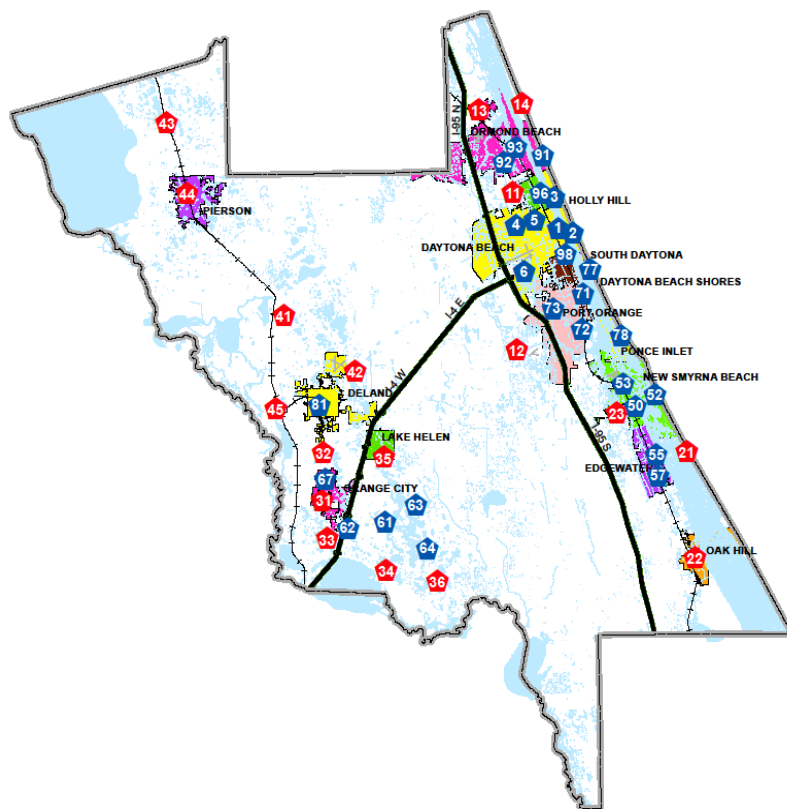 14
13
I-95 N
43
ORMOND BEACH
93
91
92
44
11
96
3
HOLLY HILL
PIERSON
5
4
1
2
DAYTONA BEACH
98
SOUTH DAYTONA
6
77
DAYTONA BEACH SHORES
71
I-4 E
73
PORT ORANGE
41
72
78
12
PONCE INLET
42
I-4 W
53
NEW SMYRNA BEACH
DELAND
52
81
50
45
23
I-95 S
LAKE HELEN
32
35
21
55
EDGEWATER
67
57
ORANGE CITY
31
63
61
62
33
64
OAK HILL
22
34
36